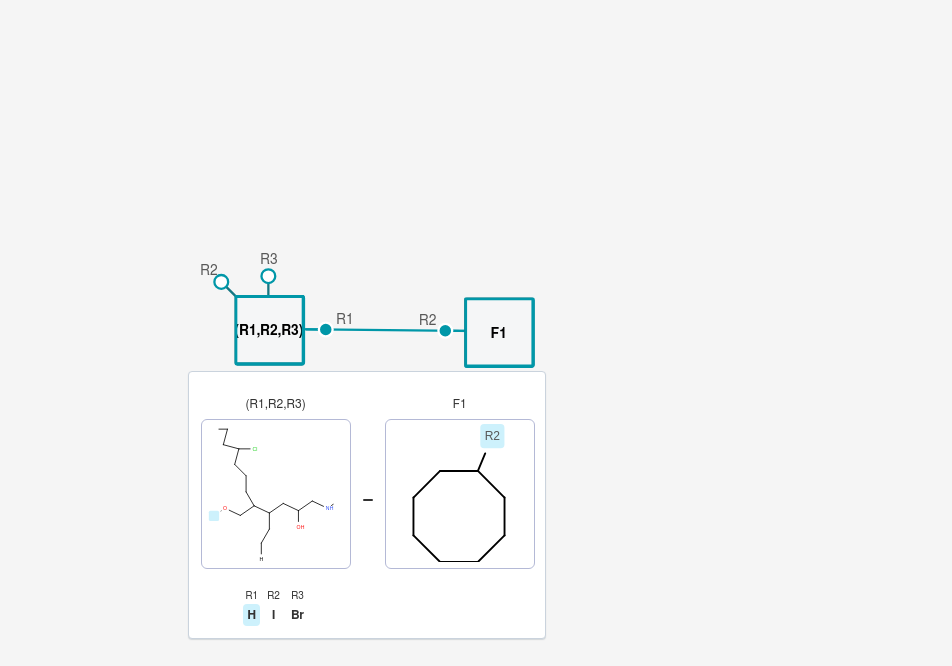 R3
R2
R1
R2
(R1,R2,R3)
F1
(R1,R2,R3)
F1
R2
Cl
O
NH
OH
H
–
R1 R2 R3
H I Br